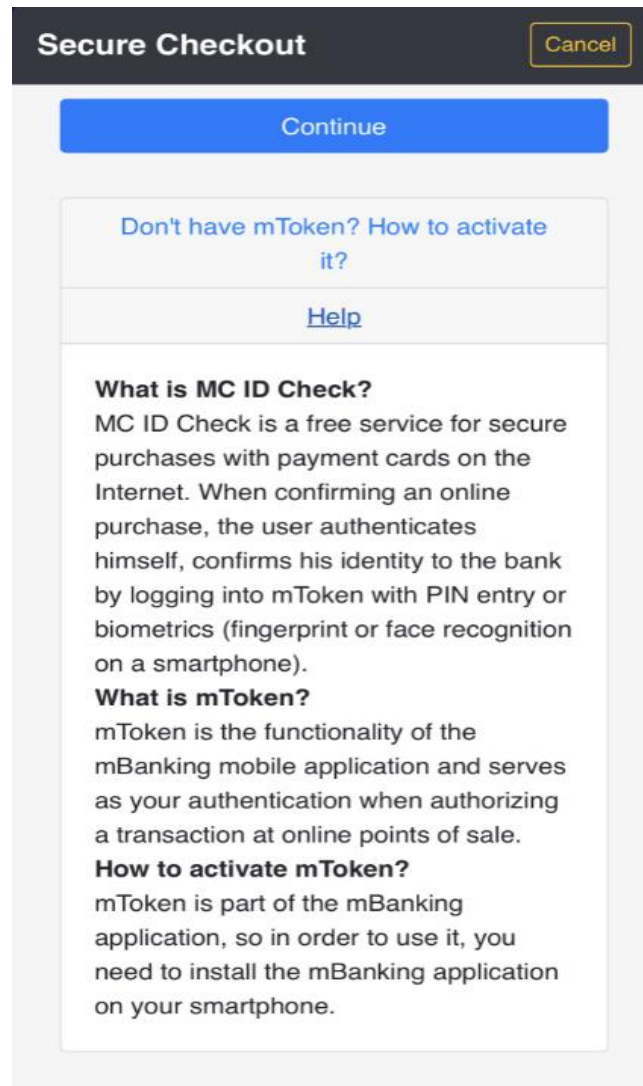 Secure Checkout
Cancel
Continue
Don't have mToken? How to activate
it?
Help
What is MC ID Check?
MC ID Check is a free service for secure
purchases with payment cards on the
Internet. When confirming an online
purchase, the user authenticates
himself, confirms his identity to the bank
by logging into mToken with PIN entry or
biometrics (fingerprint or face recognition
on a smartphone).
What is mToken?
mToken is the functionality of the
mBanking mobile application and serves
as your authentication when authorizing
a transaction at online points of sale.
How to activate mToken?
mToken is part of the mBanking
application, so in order to use it, you
need to install the mBanking application
on your smartphone.